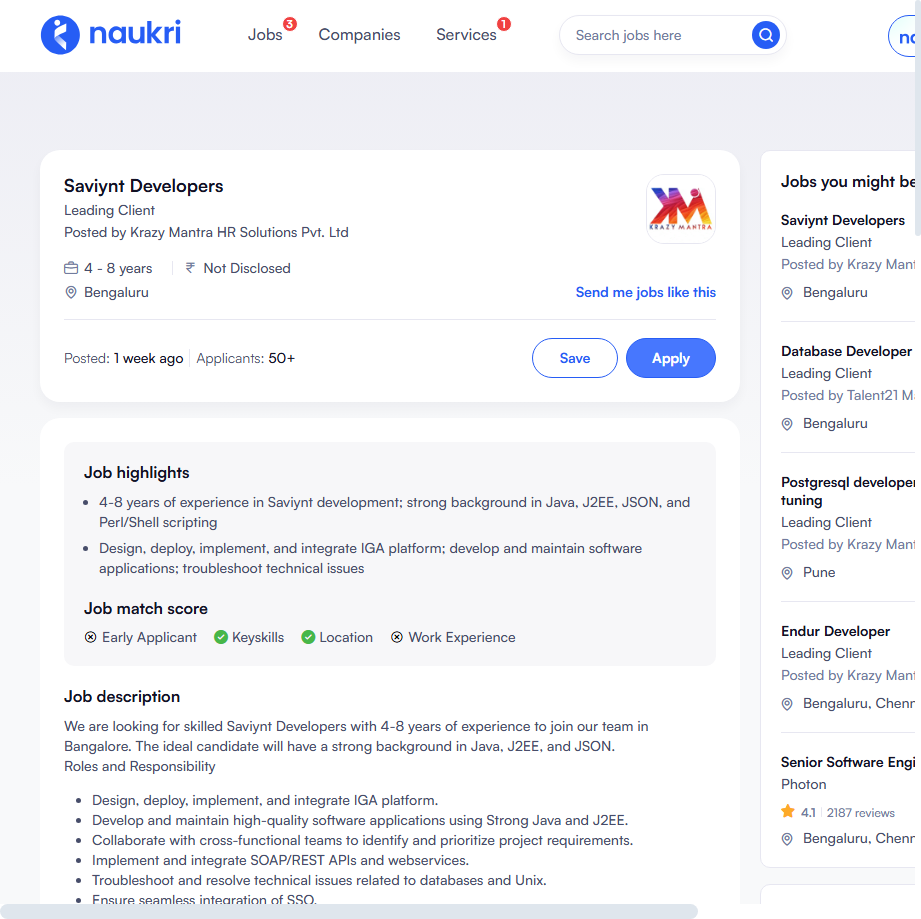 naukri
Jobs 3
Companies
Services 1
Search jobs here
Saviynt Developers
Leading Client
Posted by Krazy Mantra HR Solutions Pvt. Ltd
KRAZY MANTRA
4 - 8 years
₹ Not Disclosed
Bengaluru
Send me jobs like this
Posted: 1 week ago
Applicants: 50+
Save
Apply
Job highlights
4-8 years of experience in Saviynt development; strong background in Java, J2EE, JSON, and
Perl/Shell scripting
Design, deploy, implement, and integrate IGA platform; develop and maintain software
applications; troubleshoot technical issues
Job match score
Early Applicant
Keyskills
Location
Work Experience
Job description
We are looking for skilled Saviynt Developers with 4-8 years of experience to join our team in
Bangalore. The ideal candidate will have a strong background in Java, J2EE, and JSON.
Roles and Responsibility
Design, deploy, implement, and integrate IGA platform.
Develop and maintain high-quality software applications using Strong Java and J2EE.
Collaborate with cross-functional teams to identify and prioritize project requirements.
Implement and integrate SOAP/REST APIs and webservices.
Troubleshoot and resolve technical issues related to databases and Unix.
Ensure seamless integration of SSO.
Jobs you might be
Saviynt Developers
Leading Client
Posted by Krazy Mant
Bengaluru
Database Developer
Leading Client
Posted by Talent21 M
Bengaluru
Postgresql developer
tuning
Leading Client
Posted by Krazy Mant
Pune
Endur Developer
Leading Client
Posted by Krazy Mant
Bengaluru, Chenn
Senior Software Engi
Photon
4.1 2187 reviews
Bengaluru, Chenn